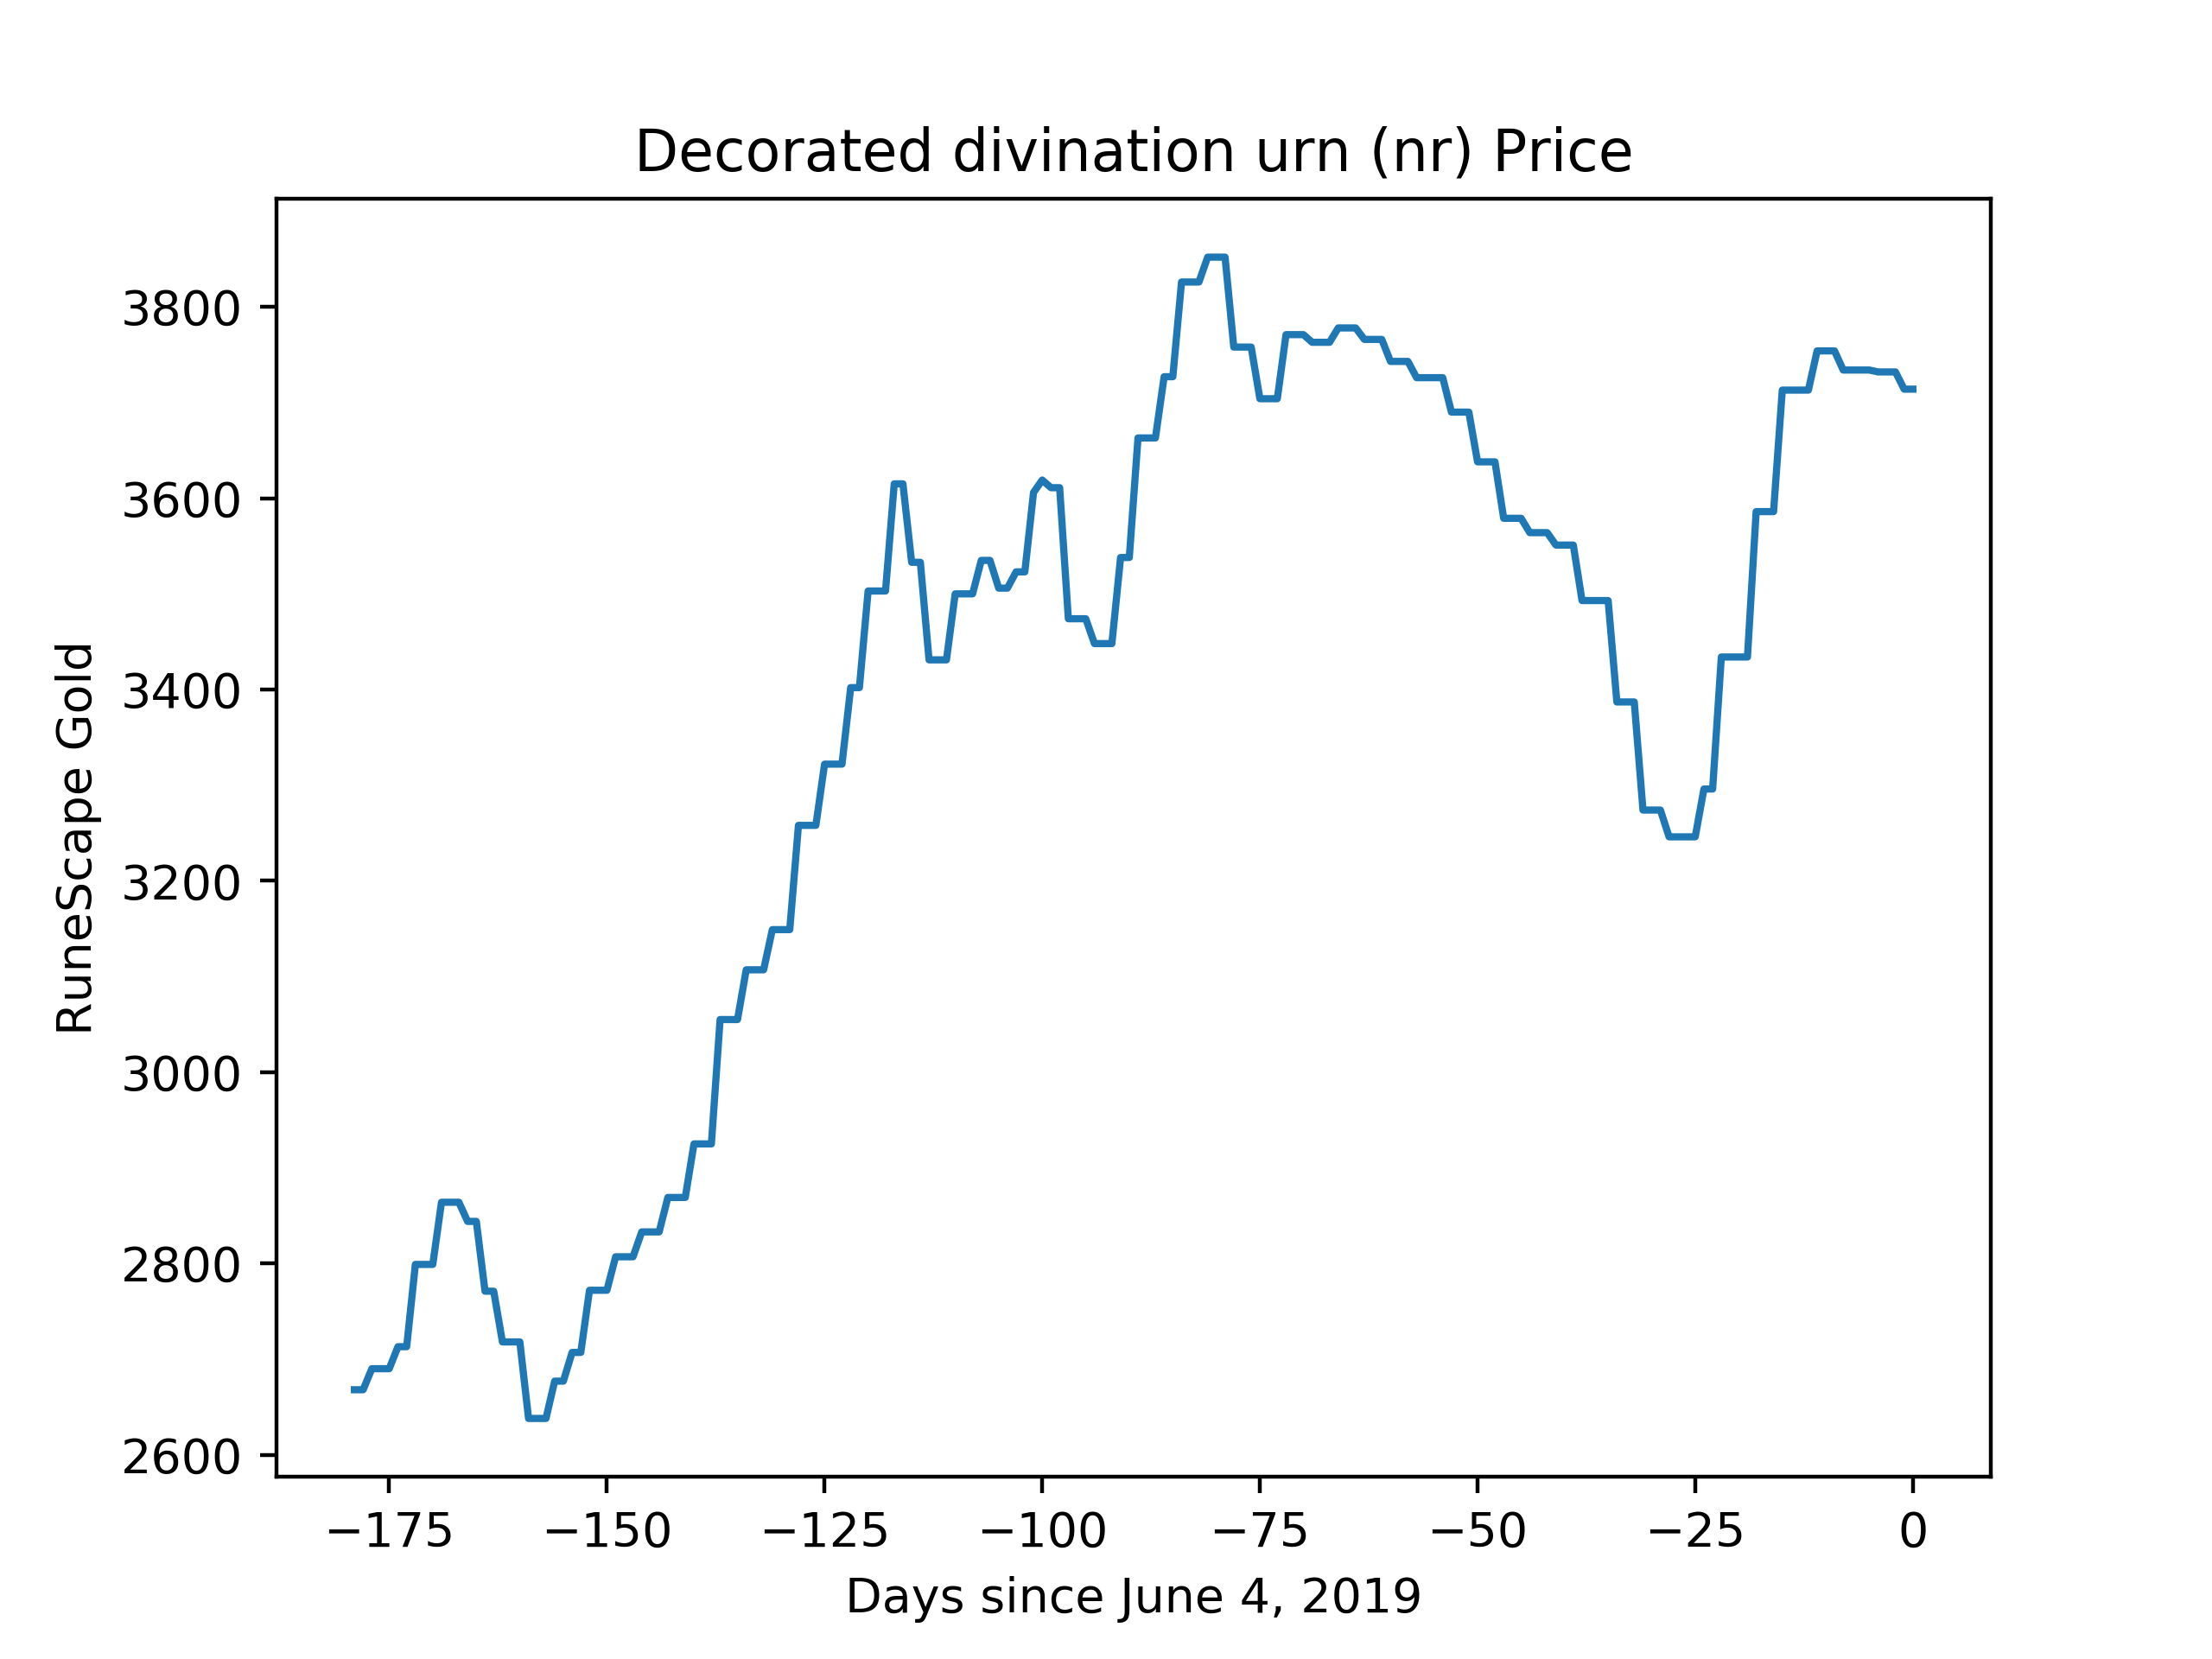 Decorated divination urn (nr) Price
RuneScape Gold
3800
3600
3400
3200
3000
2800
2600
−175 −150 −125 −100 −75 −50 −25 0
Days since June 4, 2019